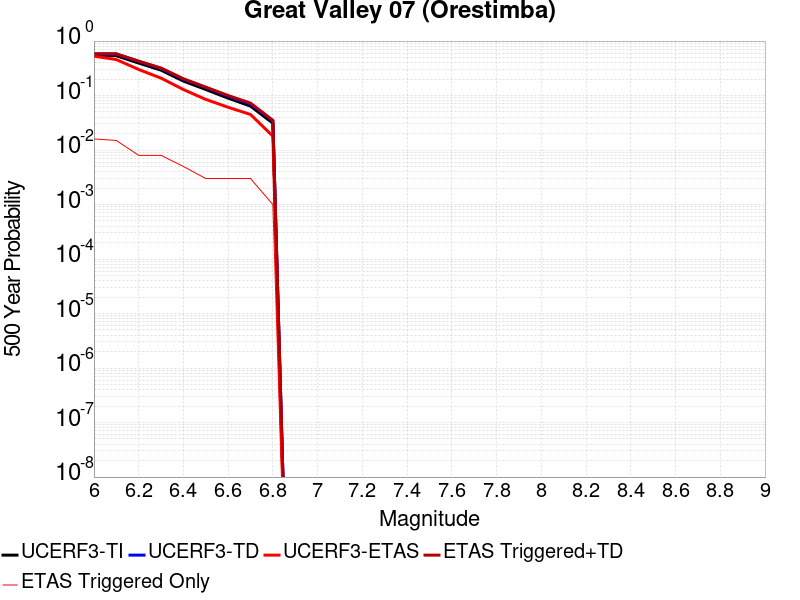 Great Valley 07 (Orestimba)
10^0
10^-1
10^-2
10^-3
10^-4
10^-5
10^-6
10^-7
10^-8
500 Year Probability
6 6.2 6.4 6.6 6.8 7 7.2 7.4 7.6 7.8 8 8.2 8.4 8.6 8.8 9
Magnitude
UCERF3-TI UCERF3-TD UCERF3-ETAS ETAS Triggered+TD
ETAS Triggered Only